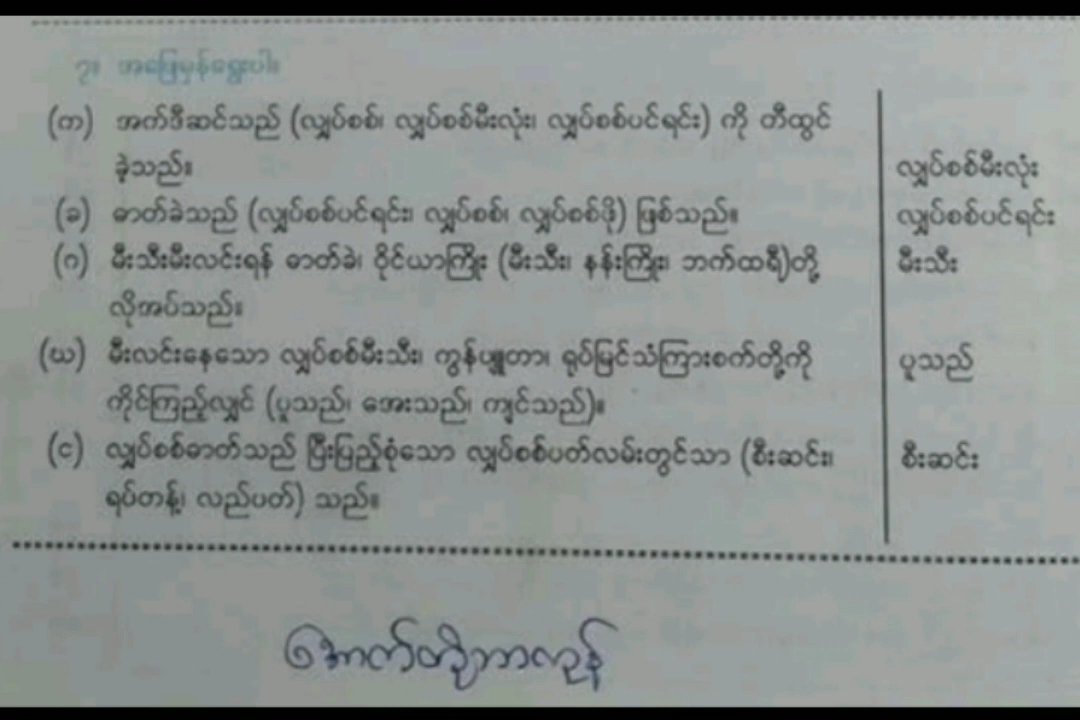 ၇။ အဖြေမှန်ရွေးပါ။
(က) အက်ဒီဆင်သည် (လျှပ်စစ်၊ လျှပ်စစ်မီးလုံး၊ လျှပ်စစ်ပင်ရင်း) ကို တီထွင်
ခဲ့သည်။ လျှပ်စစ်မီးလုံး
(ခ) ဓာတ်ခဲသည် (လျှပ်စစ်ပင်ရင်း၊ လျှပ်စစ်၊ လျှပ်စစ်ဖို) ဖြစ်သည်။ လျှပ်စစ်ပင်ရင်း
(ဂ) မီးသီးမီးလင်းရန် ဓာတ်ခဲ၊ ဝိုင်ယာကြိုး (မီးသီး၊ နန်းကြိုး၊ ဘက်ထရီ)တို့ မီးသီး
လိုအပ်သည်။
(ဃ) မီးလင်းနေသော လျှပ်စစ်မီးသီး၊ ကွန်ပျူတာ၊ ရုပ်မြင်သံကြားစက်တို့ကို ပူသည်
ကိုင်ကြည့်လျှင် (ပူသည်၊ အေးသည်၊ ကျင်သည်)။
(င) လျှပ်စစ်ဓာတ်သည် ပြီးပြည့်စုံသော လျှပ်စစ်ပတ်လမ်းတွင်သာ (စီးဆင်း၊ စီးဆင်း
ရပ်တန့်၊ လည်ပတ်) သည်။